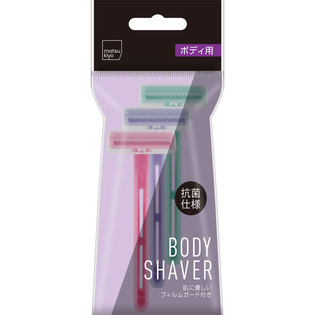 matsu
kiyo
ボディ用
抗菌
仕様
BODY
SHAVER
肌に優しい
フィルムガード付き